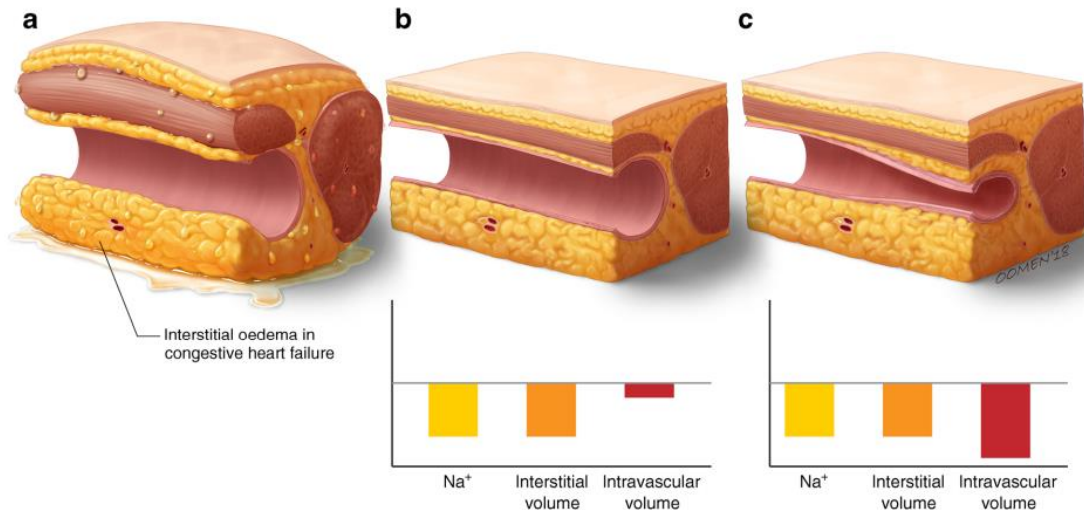 a
b
c
OOMEN'18
Interstitial oedema in
congestive heart failure
Na⁺
Interstitial
volume
Intravascular
volume
Na⁺
Interstitial
volume
Intravascular
volume